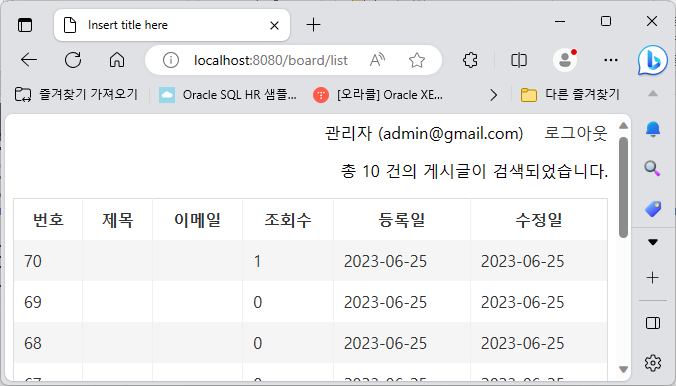 Insert title here
localhost:8080/board/list
즐겨찾기 가져오기 Oracle SQL HR 샘플... [오라클] Oracle XE... 다른 즐겨찾기
관리자 (admin@gmail.com) 로그아웃
총 10 건의 게시글이 검색되었습니다.
번호 제목 이메일 조회수 등록일 수정일
70 1 2023-06-25 2023-06-25
69 0 2023-06-25 2023-06-25
68 0 2023-06-25 2023-06-25